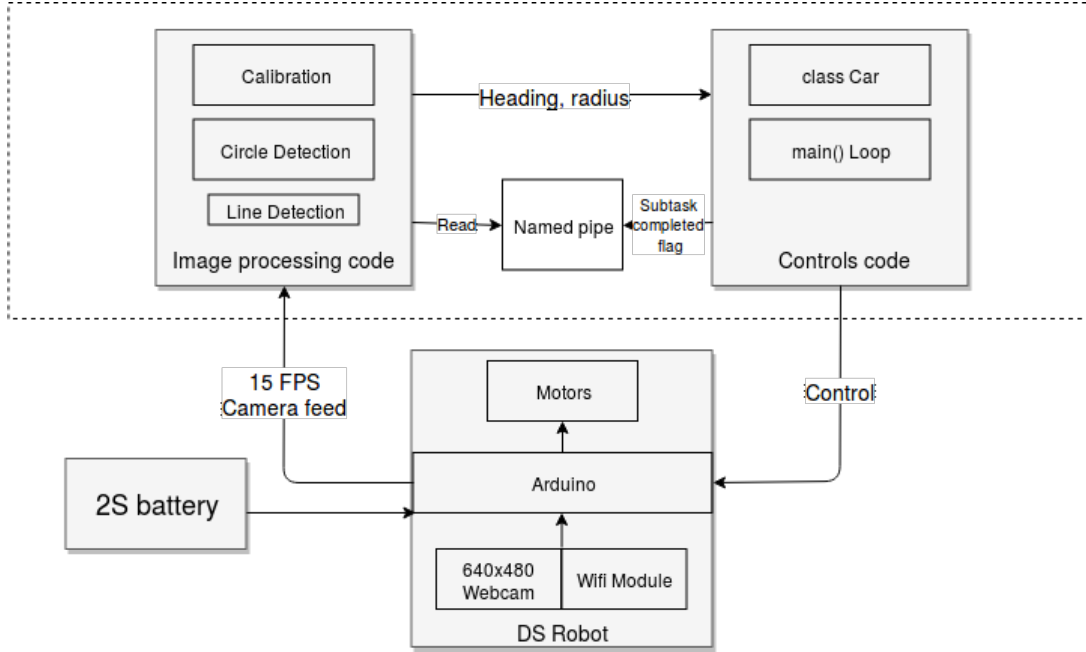 Calibration
Circle Detection
Line Detection
Image processing code
Heading, radius
Read
Named pipe
Subtask
completed
flag
class Car
main() Loop
Controls code
15 FPS
Camera feed
Control
2S battery
Motors
Arduino
640x480
Webcam
Wifi Module
DS Robot